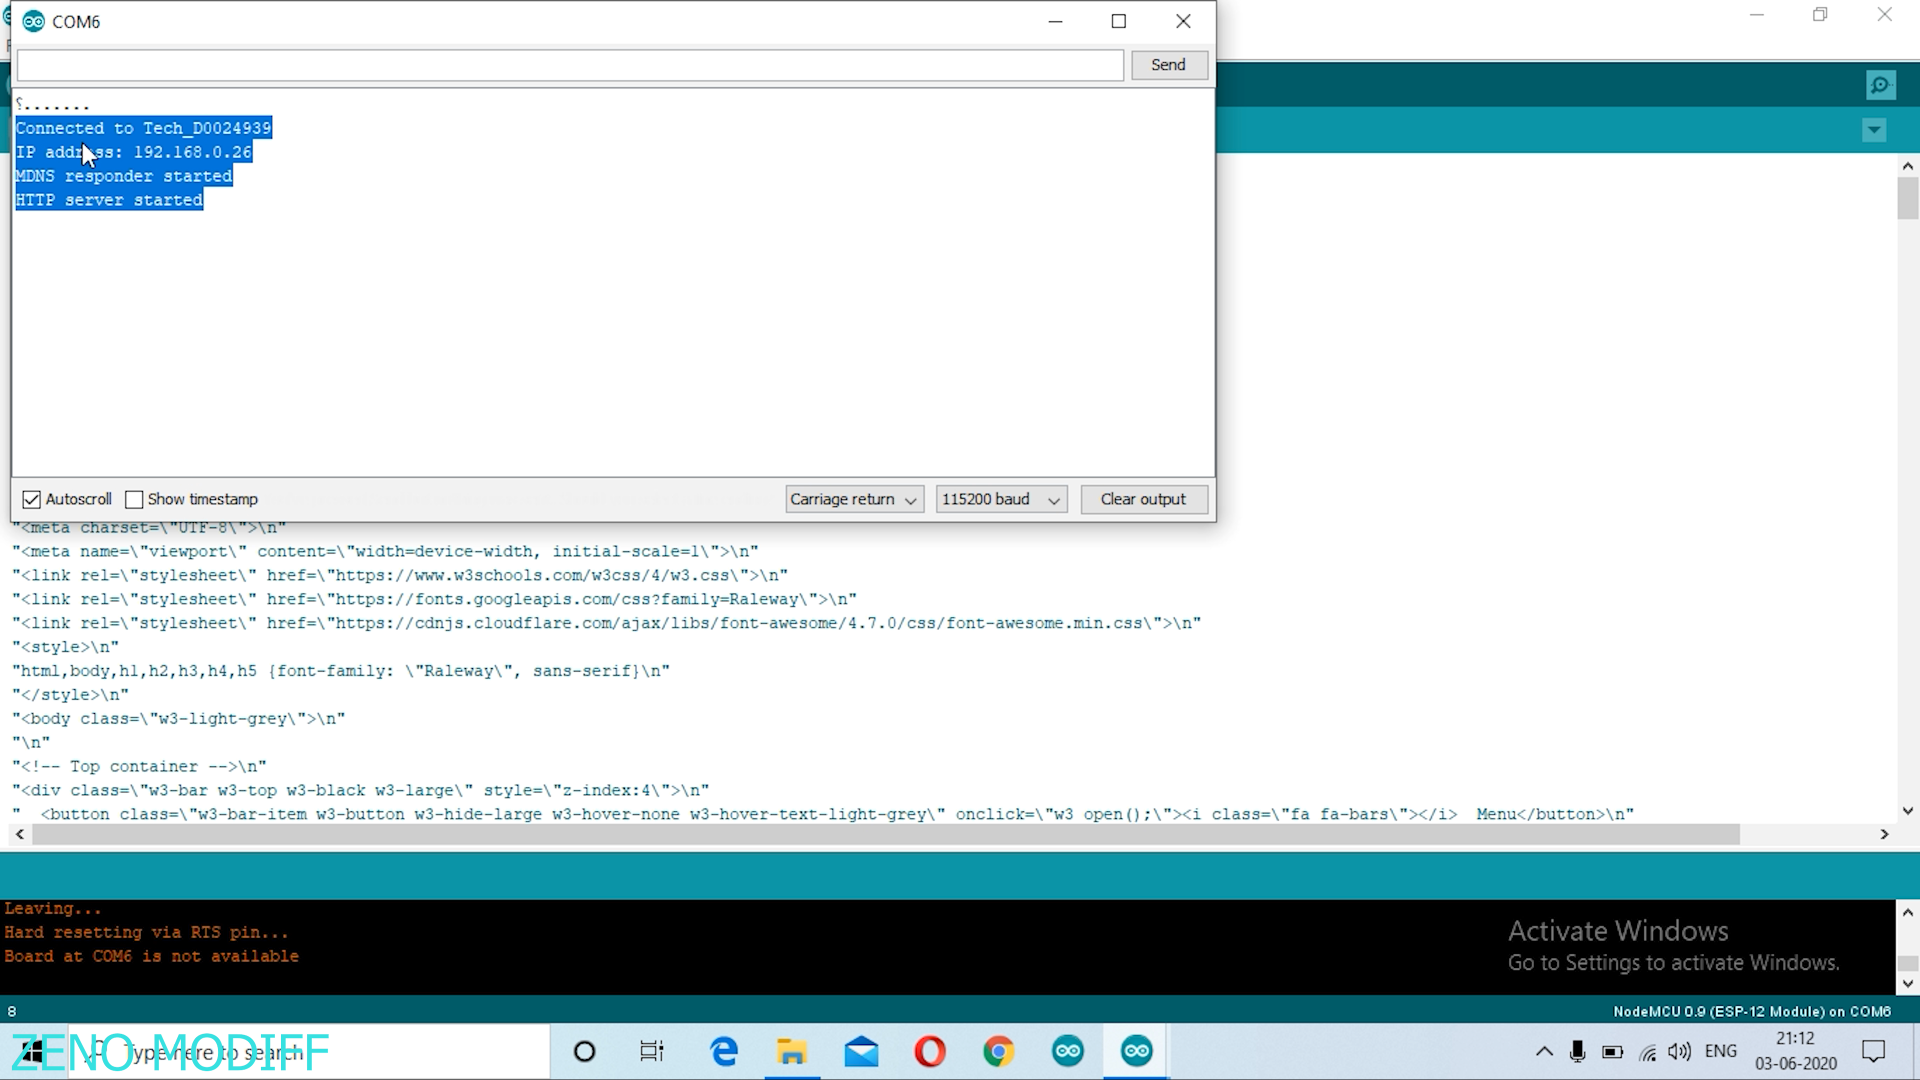 COM6
Send
⸮.......
Connected to Tech_D0024939
IP address: 192.168.0.26
MDNS responder started
HTTP server started
Autoscroll
Show timestamp
Carriage return
115200 baud
Clear output
"<meta charset=\"UTF-8\">\n"
"<meta name=\"viewport\" content=\"width=device-width, initial-scale=1\">\n"
"<link rel=\"stylesheet\" href=\"https://www.w3schools.com/w3css/4/w3.css\">\n"
"<link rel=\"stylesheet\" href=\"https://fonts.googleapis.com/css?family=Raleway\">\n"
"<link rel=\"stylesheet\" href=\"https://cdnjs.cloudflare.com/ajax/libs/font-awesome/4.7.0/css/font-awesome.min.css\">\n"
"<style>\n"
"html,body,h1,h2,h3,h4,h5 {font-family: \"Raleway\", sans-serif}\n"
"</style>\n"
"<body class=\"w3-light-grey\">\n"
"\n"
"<!-- Top container -->\n"
"<div class=\"w3-bar w3-top w3-black w3-large\" style=\"z-index:4\">\n"
"  <button class=\"w3-bar-item w3-button w3-hide-large w3-hover-none w3-hover-text-light-grey\" onclick=\"w3_open();\"><i class=\"fa fa-bars\"></i>  Menu</button>\n"
Leaving...
Hard resetting via RTS pin...
Board at COM6 is not available
Activate Windows
Go to Settings to activate Windows.
8
NodeMCU 0.9 (ESP-12 Module) on COM6
ZENO MODIFF
Type here to search
ENG
21:12
03-06-2020